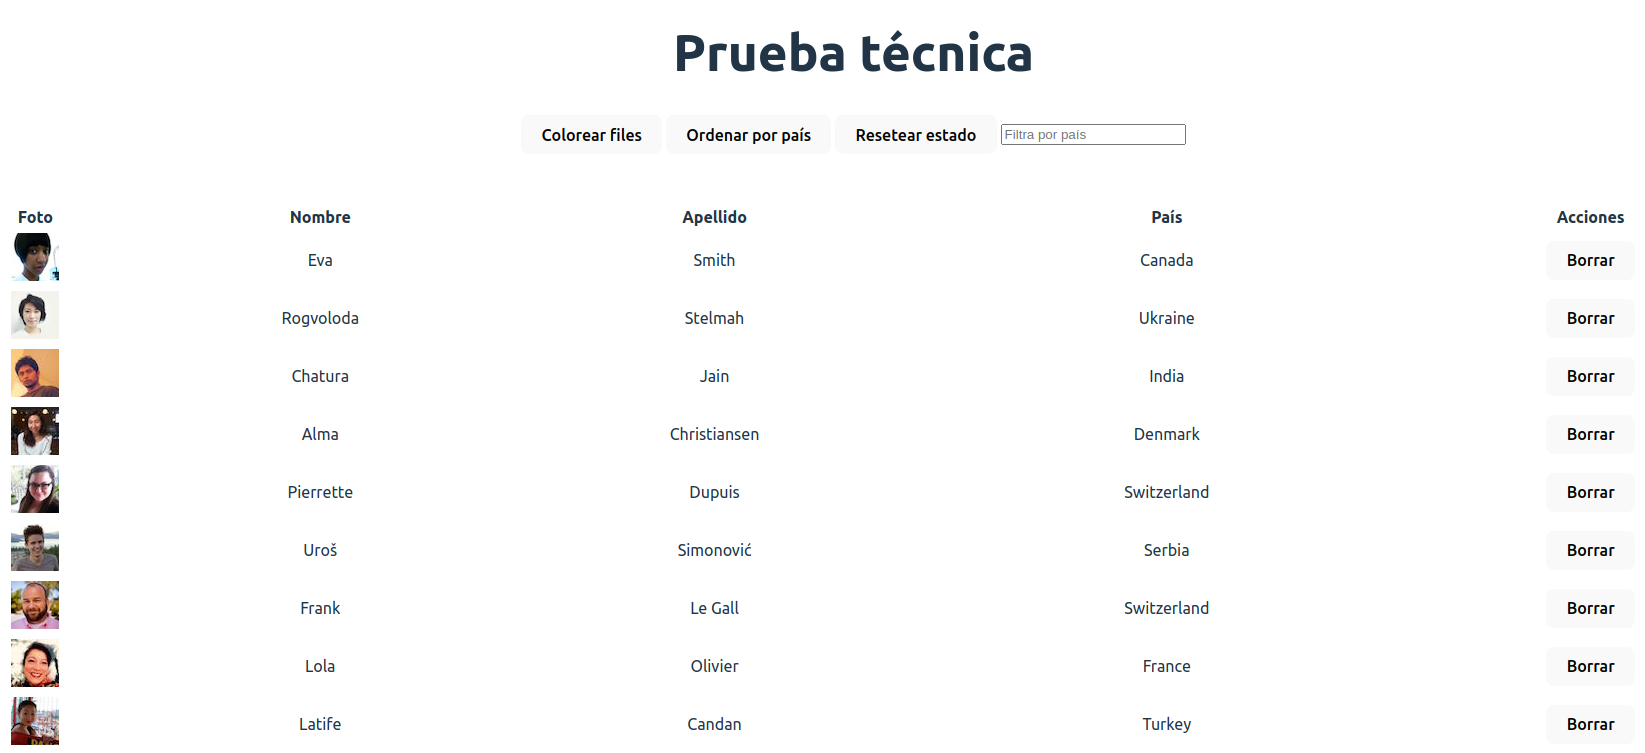 Prueba técnica
Colorear files Ordenar por país Resetear estado Filtra por país
Foto Nombre Apellido País Acciones
Eva Smith Canada Borrar
Rogvoloda Stelmah Ukraine Borrar
Chatura Jain India Borrar
Alma Christiansen Denmark Borrar
Pierrette Dupuis Switzerland Borrar
Uroš Simonović Serbia Borrar
Frank Le Gall Switzerland Borrar
Lola Olivier France Borrar
Latife Candan Turkey Borrar